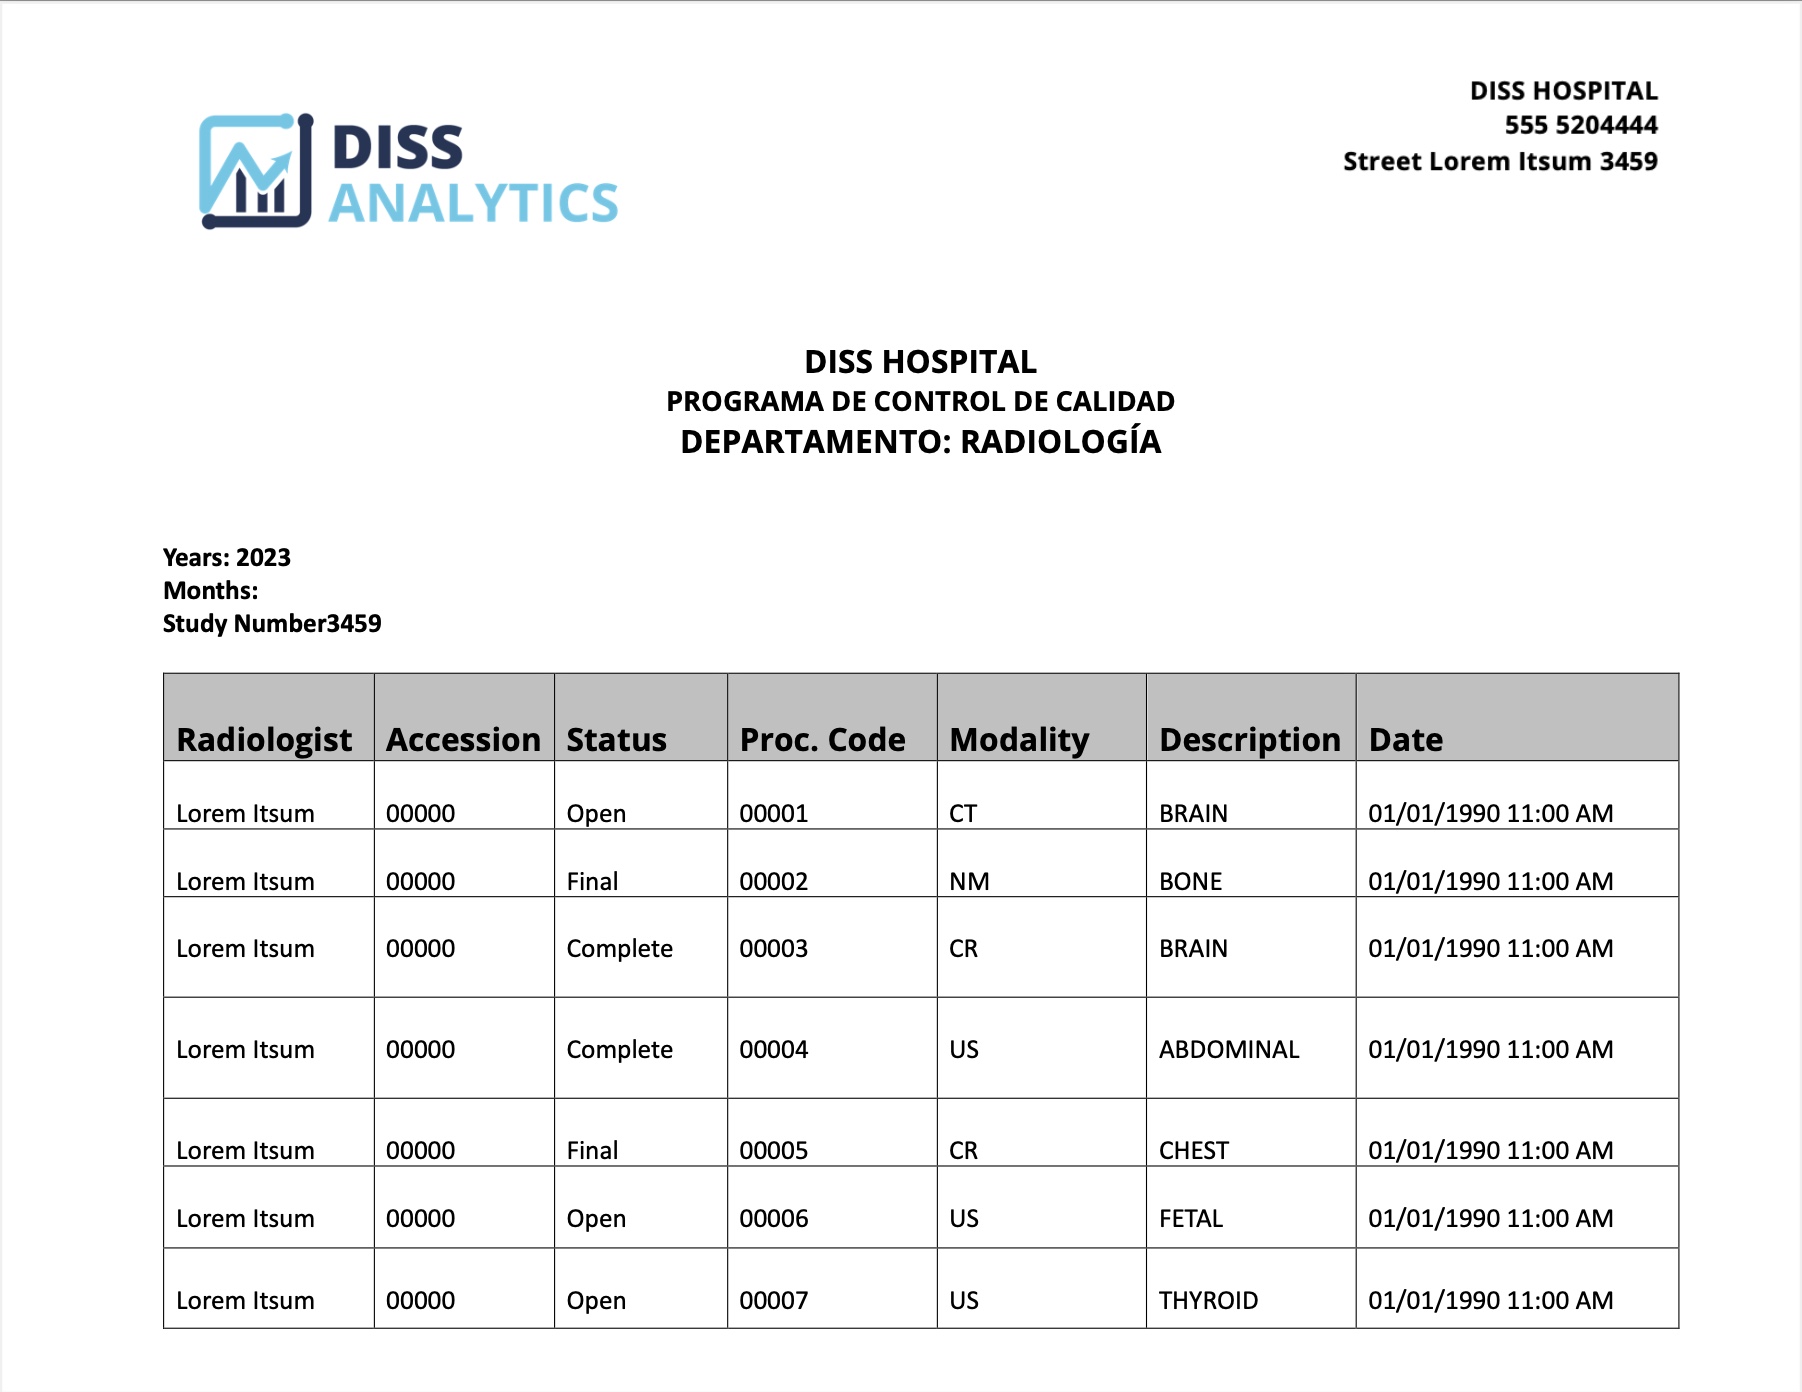 DISS
ANALYTICS
DISS HOSPITAL
555 5204444
Street Lorem Itsum 3459
DISS HOSPITAL
PROGRAMA DE CONTROL DE CALIDAD
DEPARTAMENTO: RADIOLOGÍA
Years: 2023
Months:
Study Number3459
Radiologist Accession Status Proc. Code Modality Description Date
Lorem Itsum 00000 Open 00001 CT BRAIN 01/01/1990 11:00 AM
Lorem Itsum 00000 Final 00002 NM BONE 01/01/1990 11:00 AM
Lorem Itsum 00000 Complete 00003 CR BRAIN 01/01/1990 11:00 AM
Lorem Itsum 00000 Complete 00004 US ABDOMINAL 01/01/1990 11:00 AM
Lorem Itsum 00000 Final 00005 CR CHEST 01/01/1990 11:00 AM
Lorem Itsum 00000 Open 00006 US FETAL 01/01/1990 11:00 AM
Lorem Itsum 00000 Open 00007 US THYROID 01/01/1990 11:00 AM